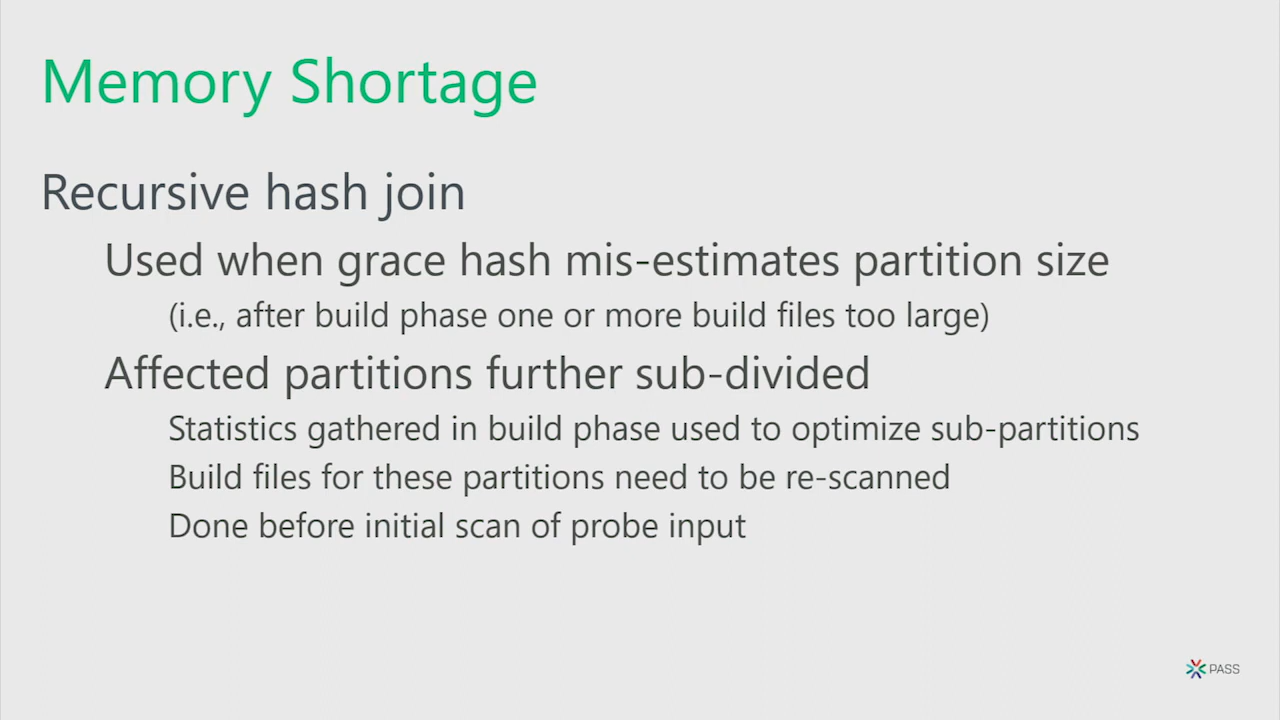 Memory Shortage
Recursive hash join
Used when grace hash mis-estimates partition size
(i.e., after build phase one or more build files too large)
Affected partitions further sub-divided
Statistics gathered in build phase used to optimize sub-partitions
Build files for these partitions need to be re-scanned
Done before initial scan of probe input
PASS